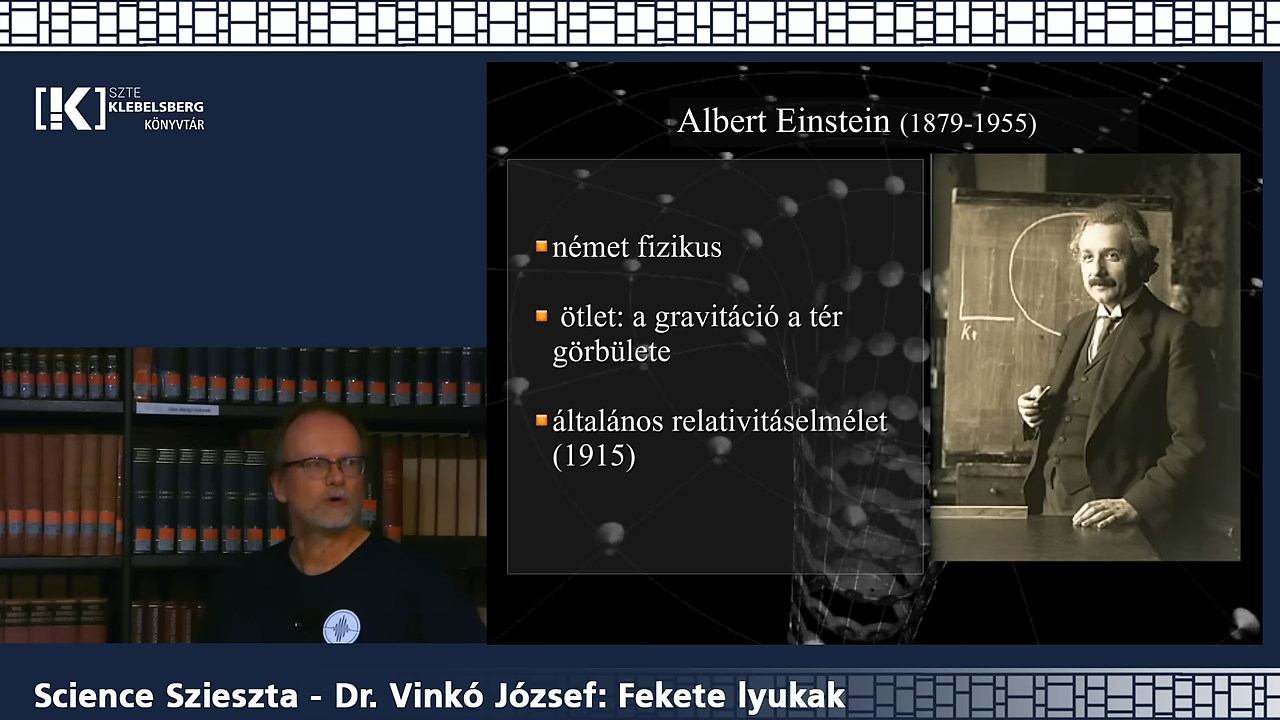 SZTE
KLEBELSBERG
KÖNYVTÁR
Albert Einstein (1879-1955)
német fizikus
ötlet: a gravitáció a tér
görbülete
általános relativitáselmélet
(1915)
Science Szieszta - Dr. Vinkó József: Fekete lyukak